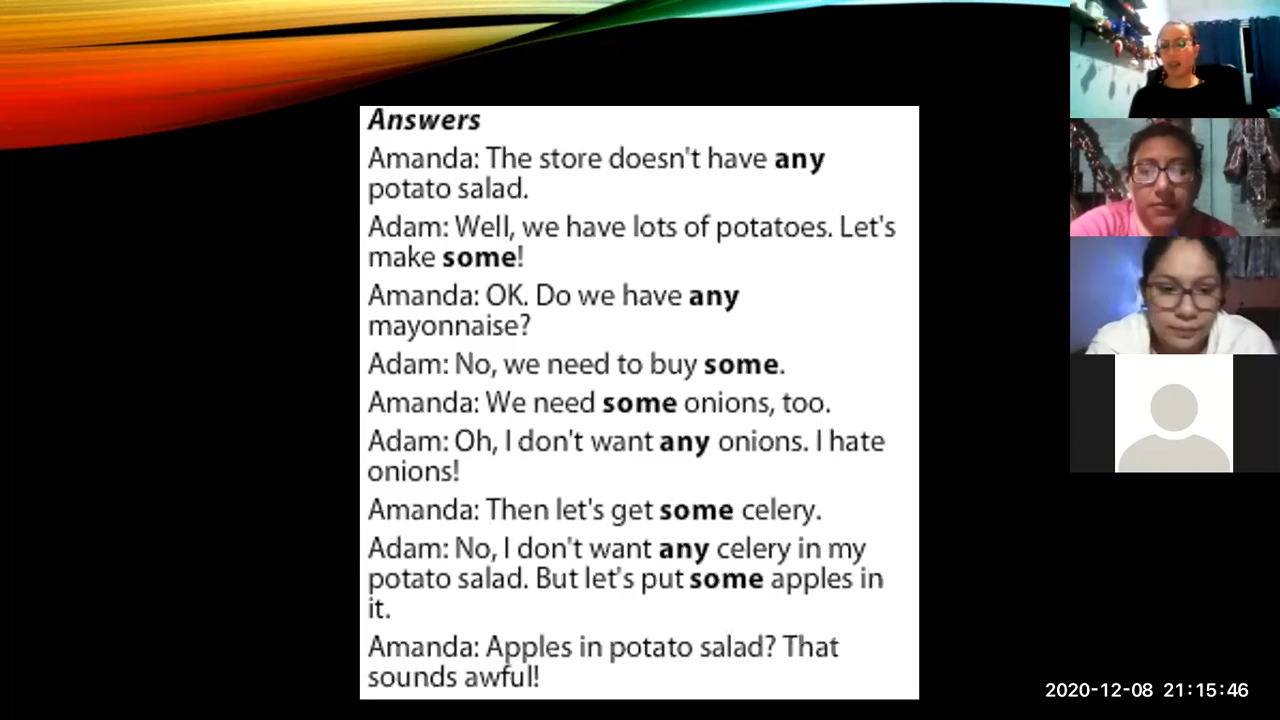 Answers
Amanda: The store doesn't have any
potato salad.
Adam: Well, we have lots of potatoes. Let's
make some!
Amanda: OK. Do we have any
mayonnaise?
Adam: No, we need to buy some.
Amanda: We need some onions, too.
Adam: Oh, I don't want any onions. I hate
onions!
Amanda: Then let's get some celery.
Adam: No, I don't want any celery in my
potato salad. But let's put some apples in
it.
Amanda: Apples in potato salad? That
sounds awful!
2020-12-08 21:15:46